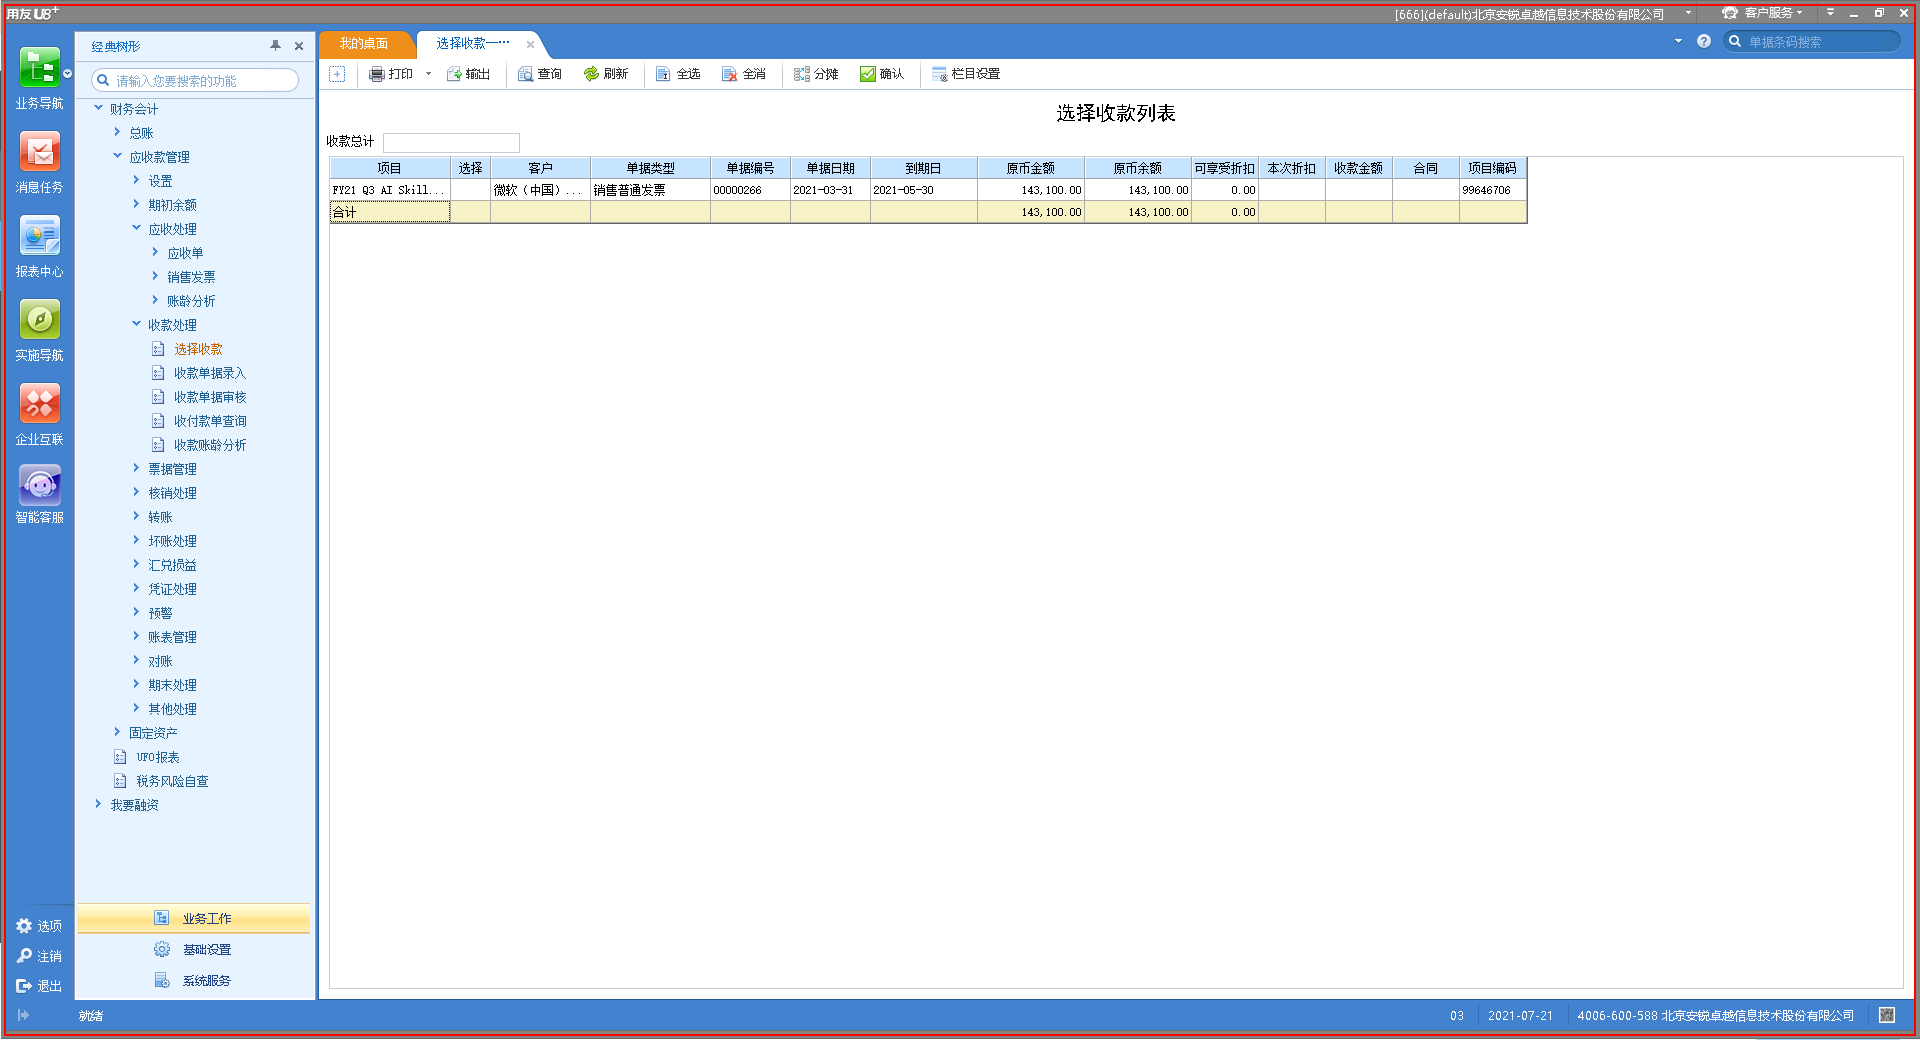 用友U8+
[666](default)北京安锐卓越信息技术股份有限公司 客户服务
经典树形
我的桌面 选择收款一…
单据条码搜索
请输入您要搜索的功能
打印 输出 查询 刷新 全选 全消 分摊 确认 栏目设置
业务导航
消息任务
报表中心
实施导航
企业互联
智能客服
选项
注销
退出
财务会计
总账
应收款管理
设置
期初余额
应收处理
应收单
销售发票
账龄分析
收款处理
选择收款
收款单据录入
收款单据审核
收付款单查询
收款账龄分析
票据管理
核销处理
转账
坏账处理
汇兑损益
凭证处理
预警
账表管理
对账
期末处理
其他处理
固定资产
UFO报表
税务风险自查
我要融资
业务工作
基础设置
系统服务
选择收款列表
收款总计
项目 选择 客户 单据类型 单据编号 单据日期 到期日 原币金额 原币余额 可享受折扣 本次折扣 收款金额 合同 项目编码
FY21 Q3 AI Skill... 微软（中国）... 销售普通发票 00000266 2021-03-31 2021-05-30 143,100.00 143,100.00 0.00 99646706
合计 143,100.00 143,100.00 0.00
就绪
03 2021-07-21 4006-600-588 北京安锐卓越信息技术股份有限公司